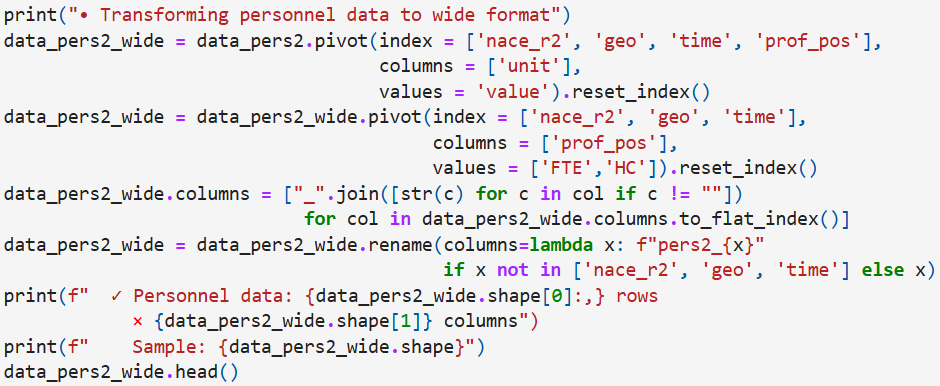 print("• Transforming personnel data to wide format")
data_pers2_wide = data_pers2.pivot(index = ['nace_r2', 'geo', 'time', 'prof_pos'],
                                   columns = ['unit'],
                                   values = 'value').reset_index()
data_pers2_wide = data_pers2_wide.pivot(index = ['nace_r2', 'geo', 'time'],
                                        columns = ['prof_pos'],
                                        values = ['FTE','HC']).reset_index()
data_pers2_wide.columns = ["_".join([str(c) for c in col if c != ""])
                            for col in data_pers2_wide.columns.to_flat_index()]
data_pers2_wide = data_pers2_wide.rename(columns=lambda x: f"pers2_{x}"
                                         if x not in ['nace_r2', 'geo', 'time'] else x)
print(f"  ✓ Personnel data: {data_pers2_wide.shape[0]:,} rows
            × {data_pers2_wide.shape[1]} columns")
print(f"    Sample: {data_pers2_wide.shape}")
data_pers2_wide.head()